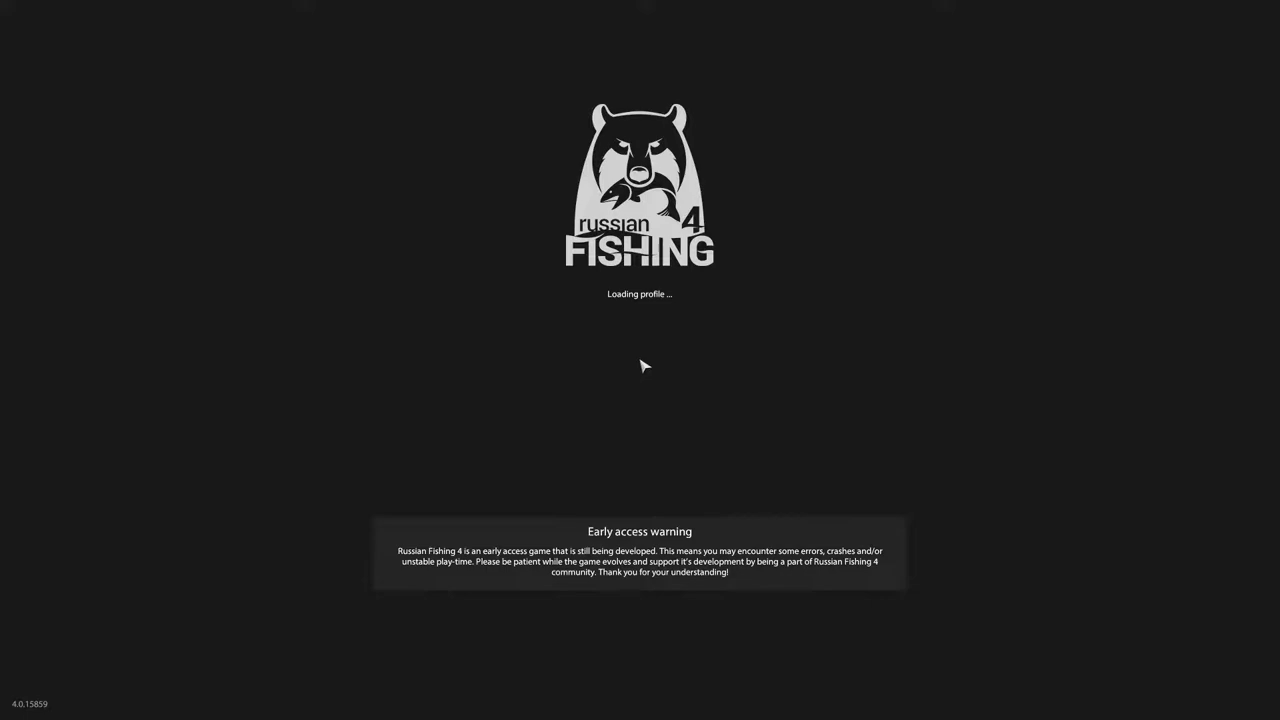 russian 4
FISHING
Loading profile ...
Early access warning
Russian Fishing 4 is an early access game that is still being developed. This means you may encounter some errors, crashes and/or
unstable play-time. Please be patient while the game evolves and support it's development by being a part of Russian Fishing 4
community. Thank you for your understanding!
4.0.15859